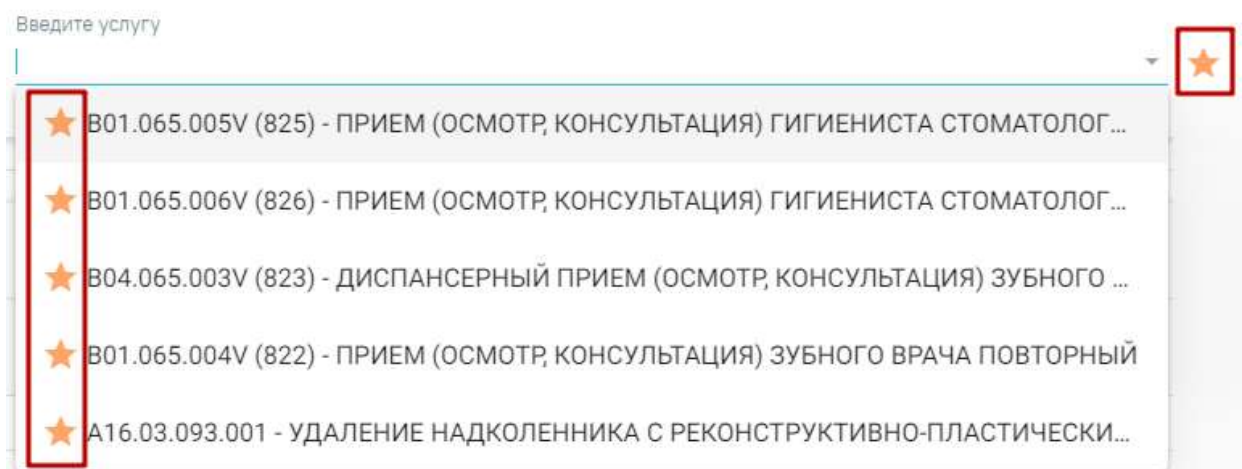 Введите услугу
B01.065.005V (825) - ПРИЕМ (ОСМОТР, КОНСУЛЬТАЦИЯ) ГИГИЕНИСТА СТОМАТОЛОГ...
B01.065.006V (826) - ПРИЕМ (ОСМОТР, КОНСУЛЬТАЦИЯ) ГИГИЕНИСТА СТОМАТОЛОГ...
B04.065.003V (823) - ДИСПАНСЕРНЫЙ ПРИЕМ (ОСМОТР, КОНСУЛЬТАЦИЯ) ЗУБНОГО ...
B01.065.004V (822) - ПРИЕМ (ОСМОТР, КОНСУЛЬТАЦИЯ) ЗУБНОГО ВРАЧА ПОВТОРНЫЙ
A16.03.093.001 - УДАЛЕНИЕ НАДКОЛЕННИКА С РЕКОНСТРУКТИВНО-ПЛАСТИЧЕСКИ...